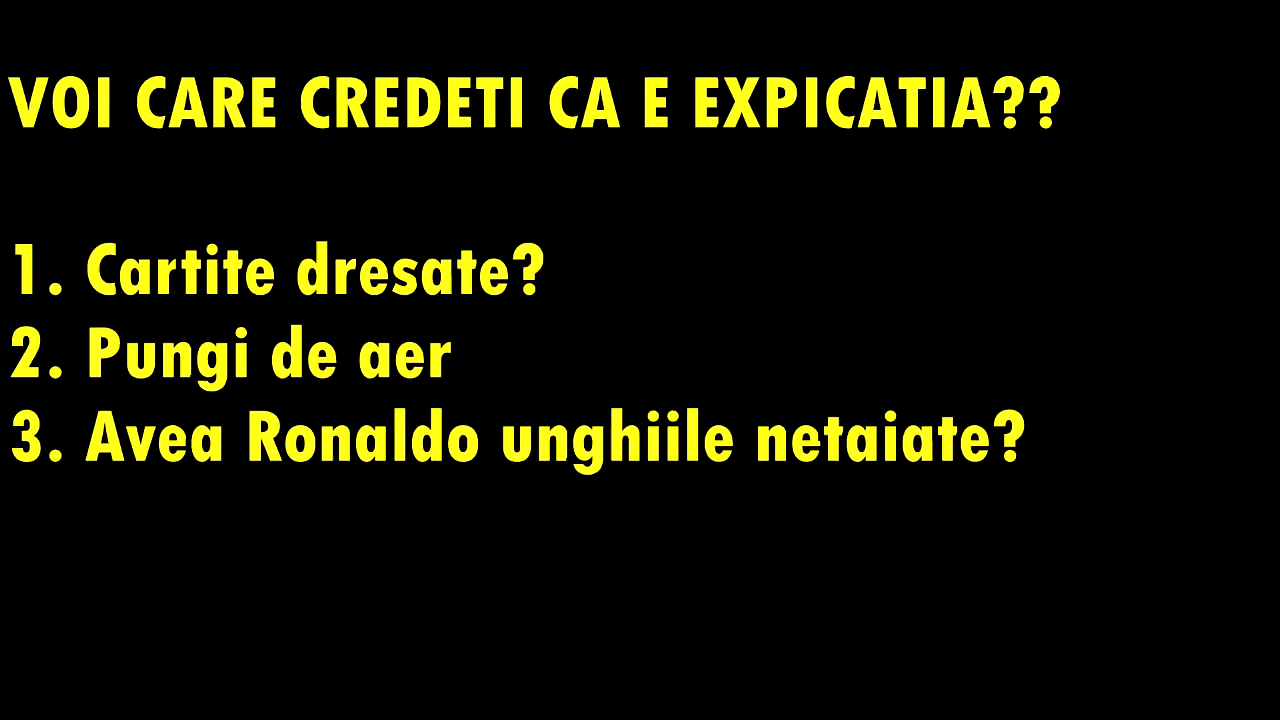 VOI CARE CREDETI CA E EXPICATIA??
1. Cartite dresate?
2. Pungi de aer
3. Avea Ronaldo unghiile netaiate?